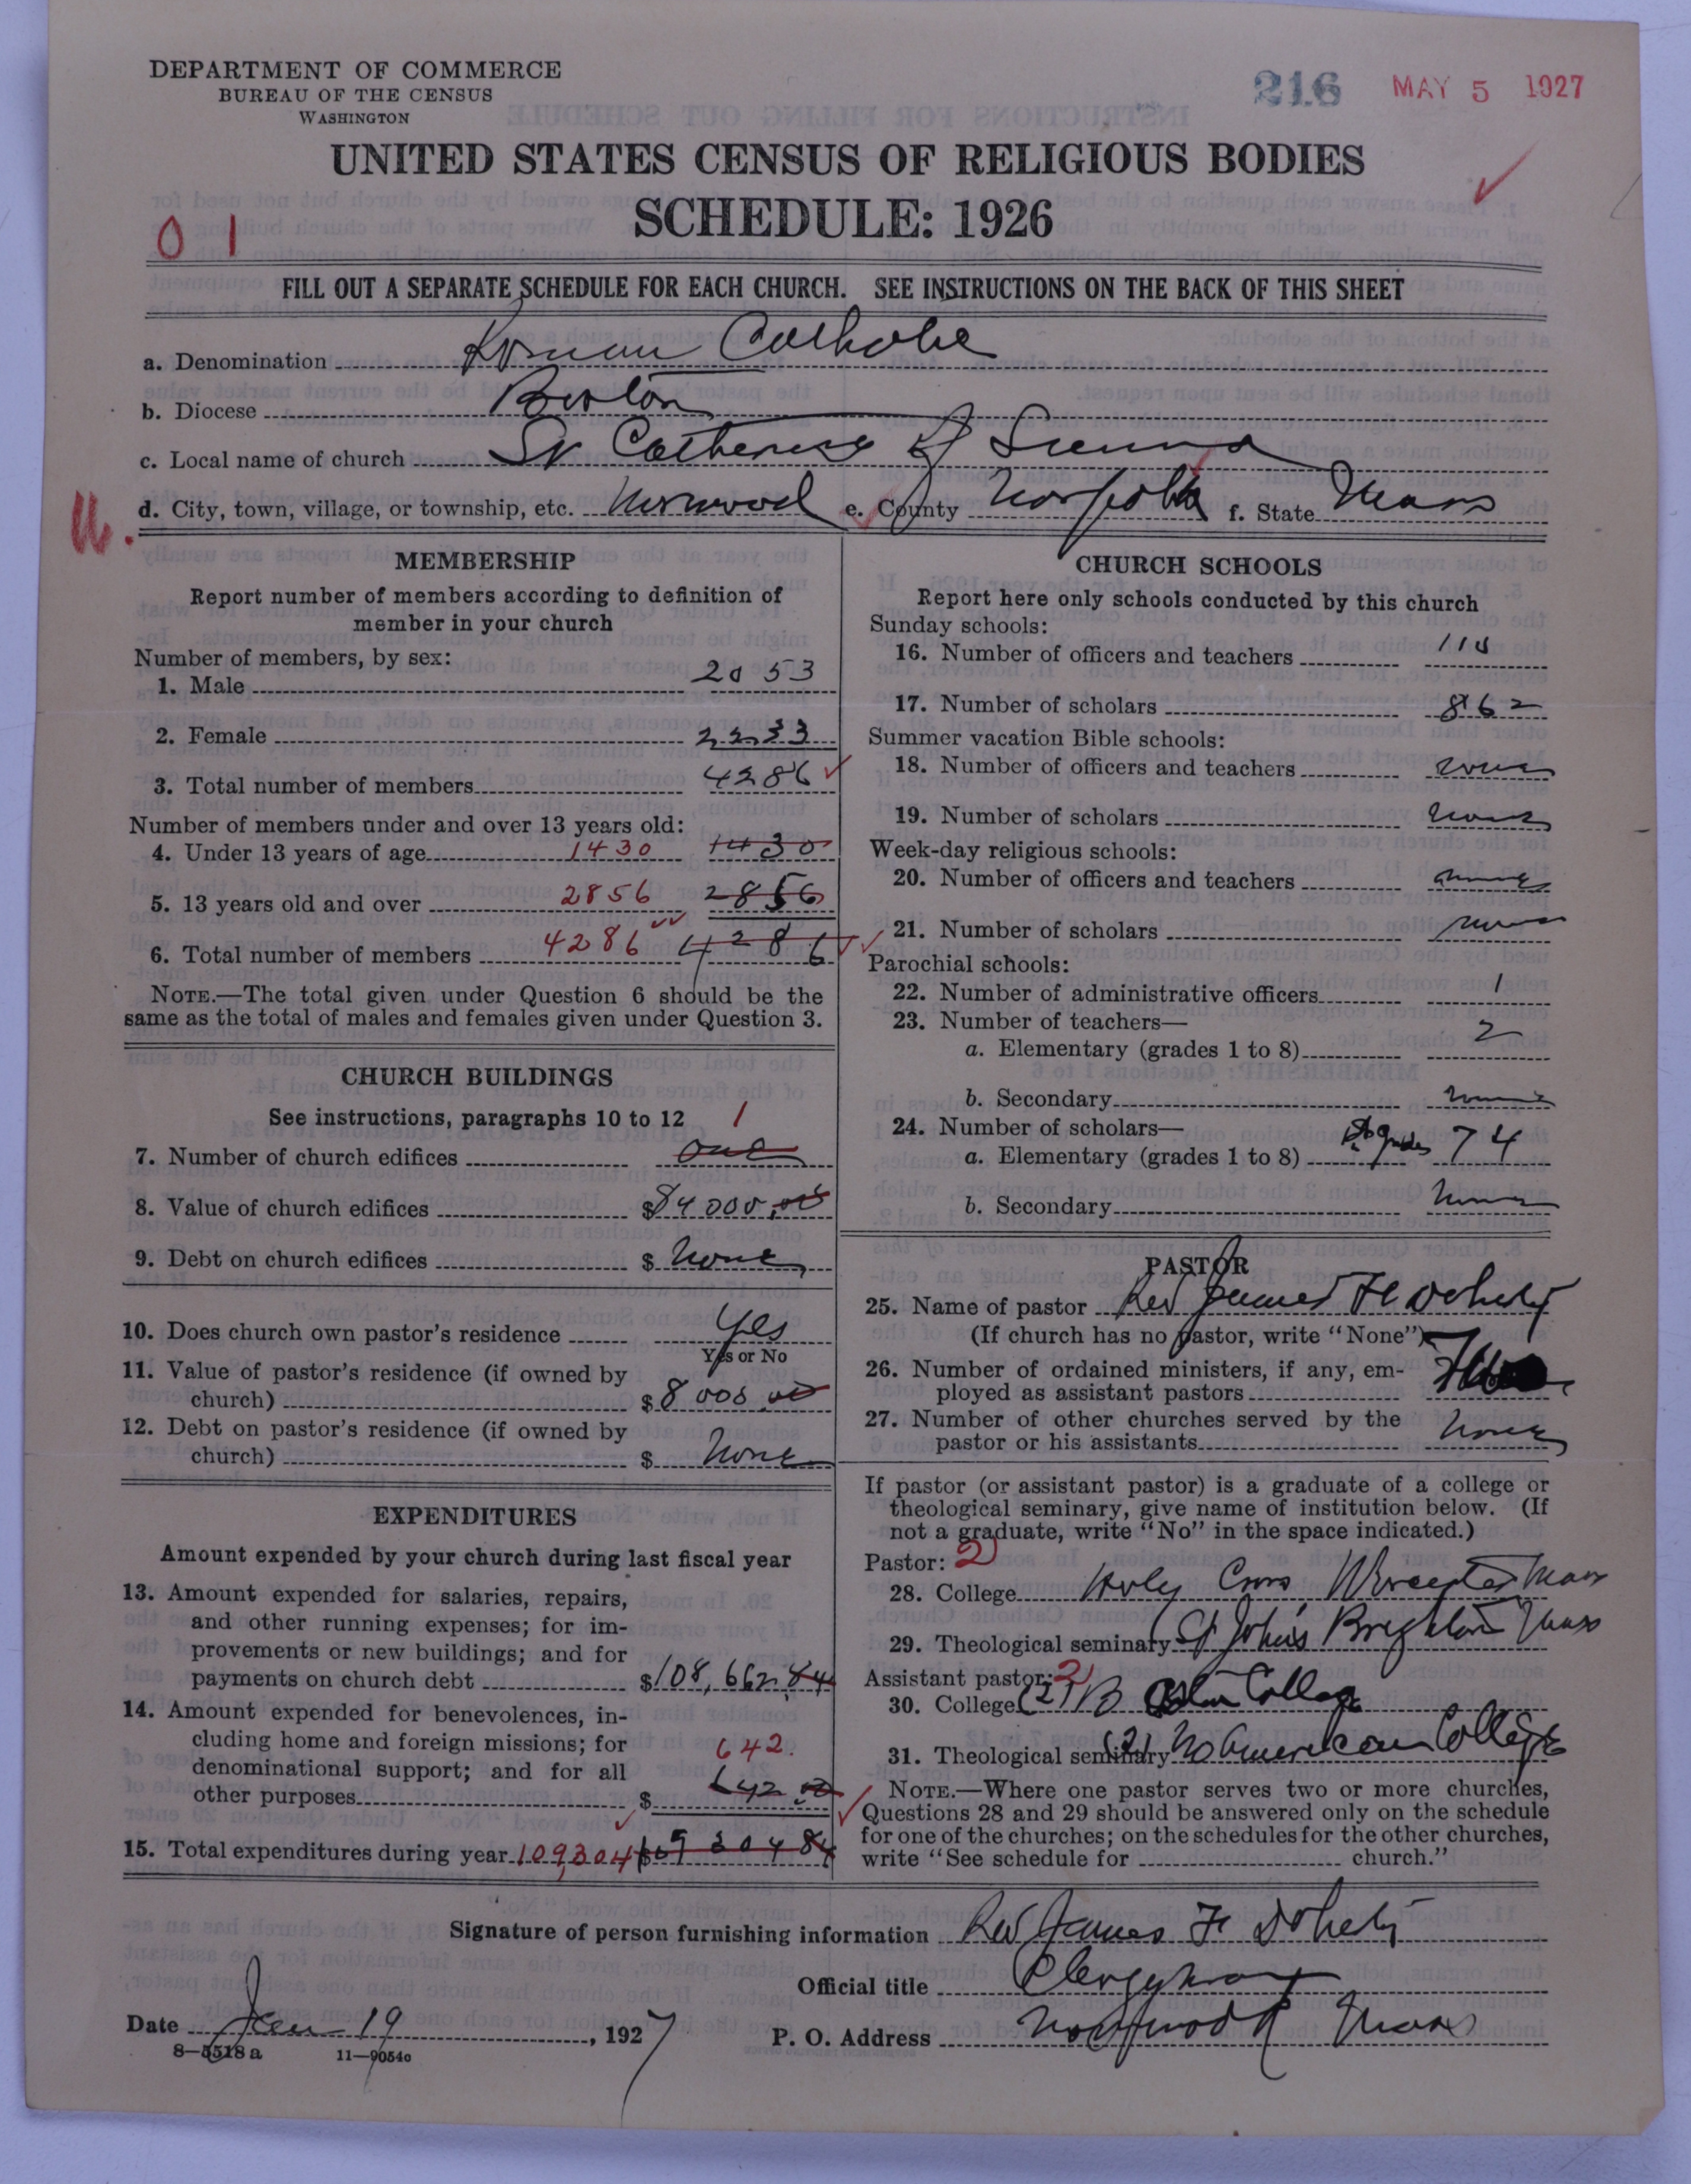 DEPARTMENT OF COMMERCE
BUREAU OF THE CENSUS
WASHINGTON
216 MAY 5 1927
UNITED STATES CENSUS OF RELIGIOUS BODIES
SCHEDULE: 1926
0 1
FILL OUT A SEPARATE SCHEDULE FOR EACH CHURCH. SEE INSTRUCTIONS ON THE BACK OF THIS SHEET
a. Denomination Roman Catholic
b. Diocese Boston
c. Local name of church St Catherine of Sienna
d. City, town, village, or township, etc. Norwood e. County Norfolk f. State Mass
MEMBERSHIP
Report number of members according to definition of
member in your church
Number of members, by sex:
1. Male 2053
2. Female 2233
3. Total number of members 4286
Number of members under and over 13 years old:
4. Under 13 years of age 1430 1430
5. 13 years old and over 2856 2856
6. Total number of members 4286 4286
NOTE.—The total given under Question 6 should be the
same as the total of males and females given under Question 3.
CHURCH BUILDINGS
See instructions, paragraphs 10 to 12 1
7. Number of church edifices one
8. Value of church edifices $84000.00
9. Debt on church edifices $ None
10. Does church own pastor's residence Yes
Yes or No
11. Value of pastor's residence (if owned by
church) $8000.00
12. Debt on pastor's residence (if owned by
church) $ None
EXPENDITURES
Amount expended by your church during last fiscal year
13. Amount expended for salaries, repairs,
and other running expenses; for im-
provements or new buildings; and for
payments on church debt $108,662.84
14. Amount expended for benevolences, in-
cluding home and foreign missions; for 642.
denominational support; and for all
other purposes $ 642.00
15. Total expenditures during year 109304 $109304 84
CHURCH SCHOOLS
Report here only schools conducted by this church
Sunday schools:
16. Number of officers and teachers 110
17. Number of scholars 862
Summer vacation Bible schools:
18. Number of officers and teachers none
19. Number of scholars none
Week-day religious schools:
20. Number of officers and teachers none
21. Number of scholars none
Parochial schools:
22. Number of administrative officers 1
23. Number of teachers—
a. Elementary (grades 1 to 8) 2
b. Secondary none
24. Number of scholars—
a. Elementary (grades 1 to 8) grades 74
b. Secondary none
PASTOR
25. Name of pastor Rev James F Doherty
(If church has no pastor, write "None")
26. Number of ordained ministers, if any, em-
ployed as assistant pastors
27. Number of other churches served by the
pastor or his assistants None
If pastor (or assistant pastor) is a graduate of a college or
theological seminary, give name of institution below. (If
not a graduate, write "No" in the space indicated.)
Pastor: 2
28. College Holy Cross Worcester Mass
29. Theological seminary St John's Brighton Mass
Assistant pastor: 2
30. College (2) Boston College
31. Theological seminary (2) No American College
NOTE.—Where one pastor serves two or more churches,
Questions 28 and 29 should be answered only on the schedule
for one of the churches; on the schedules for the other churches,
write "See schedule for church."
Signature of person furnishing information Rev James F Doherty
Official title Clergyman
Date Jan 19, 1927 P. O. Address Norwood Mass
8—5518a 11—9054c